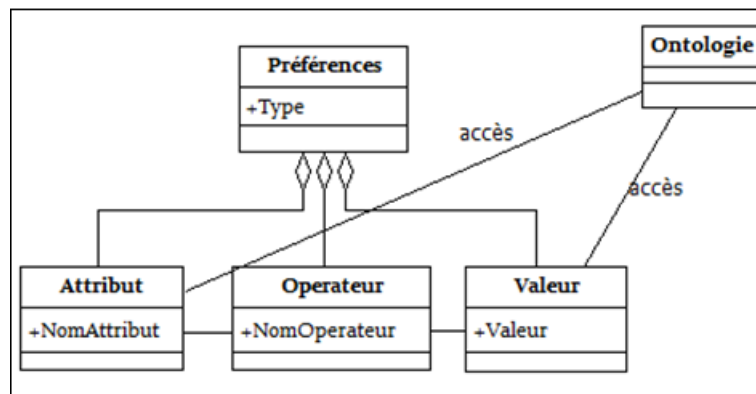 Ontologie
Préférences
+Type
accès
accès
Attribut
Operateur
Valeur
+NomAttribut
+NomOperateur
+Valeur